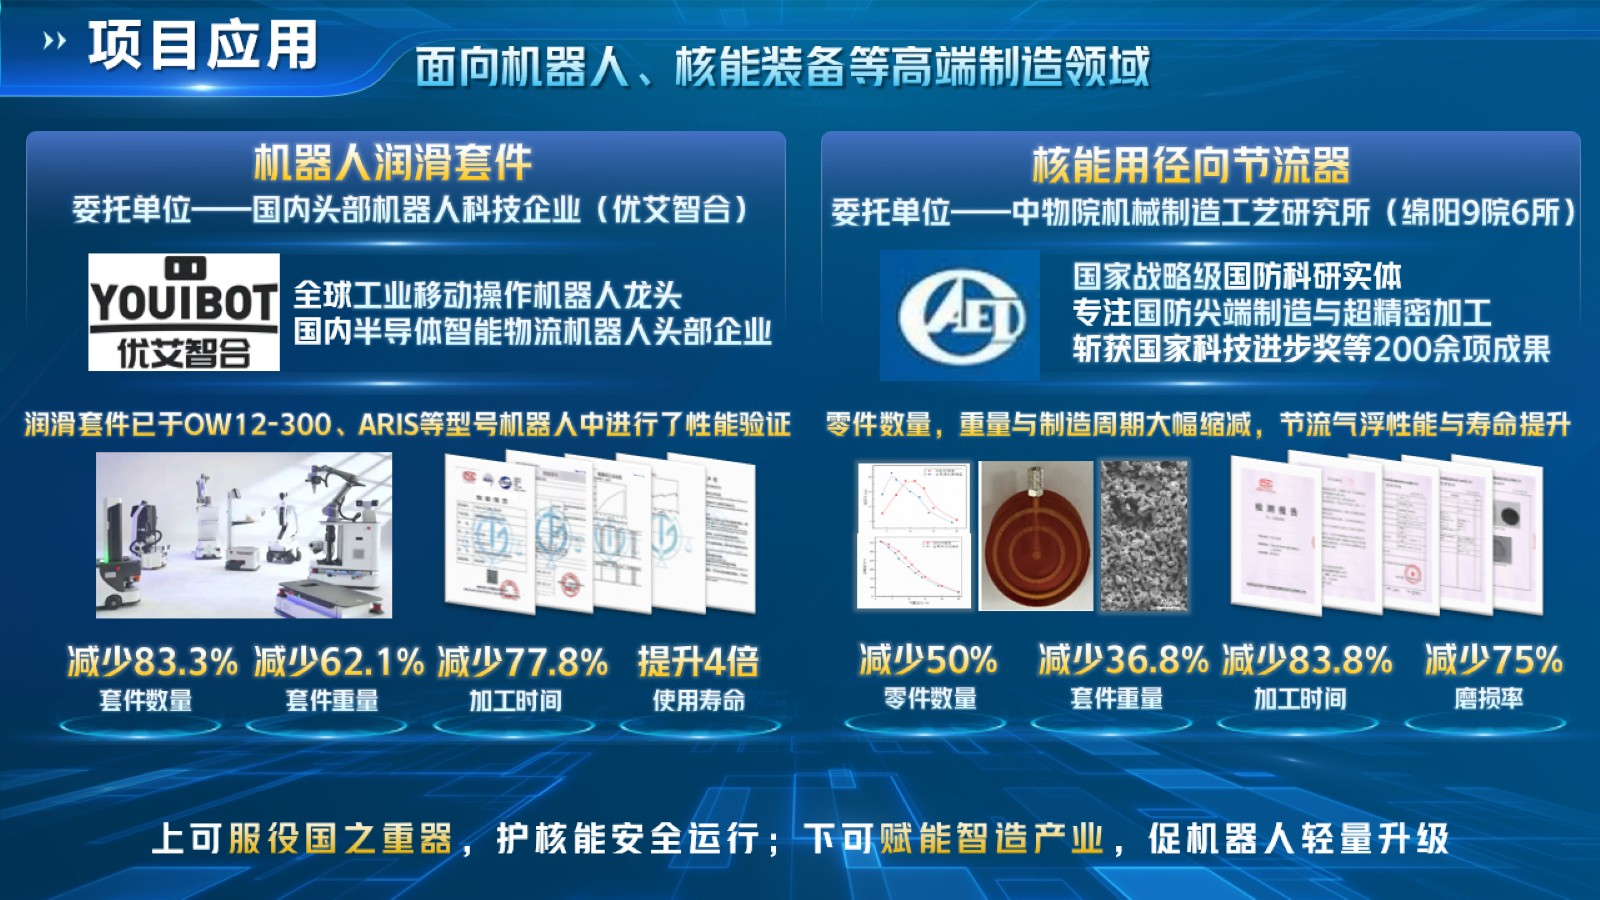 项目应用
面向机器人、核能装备等高端制造领域
机器人润滑套件
委托单位——国内头部机器人科技企业（优艾智合）
YOUIBOT
优艾智合
全球工业移动操作机器人龙头
国内半导体智能物流机器人头部企业
润滑套件已于OW12-300、ARIS等型号机器人中进行了性能验证
减少83.3% 减少62.1% 减少77.8% 提升4倍
套件数量 套件重量 加工时间 使用寿命
核能用径向节流器
委托单位——中物院机械制造工艺研究所（绵阳9院6所）
国家战略级国防科研实体
专注国防尖端制造与超精密加工
斩获国家科技进步奖等200余项成果
零件数量，重量与制造周期大幅缩减，节流气浮性能与寿命提升
检测报告
减少50% 减少36.8% 减少83.8% 减少75%
零件数量 套件重量 加工时间 磨损率
上可服役国之重器，护核能安全运行；下可赋能智造产业，促机器人轻量升级